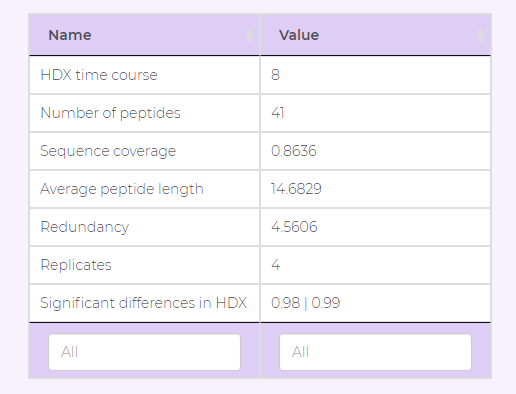 Name Value
HDX time course 8
Number of peptides 41
Sequence coverage 0.8636
Average peptide length 14.6829
Redundancy 4.5606
Replicates 4
Significant differences in HDX 0.98 | 0.99
All All